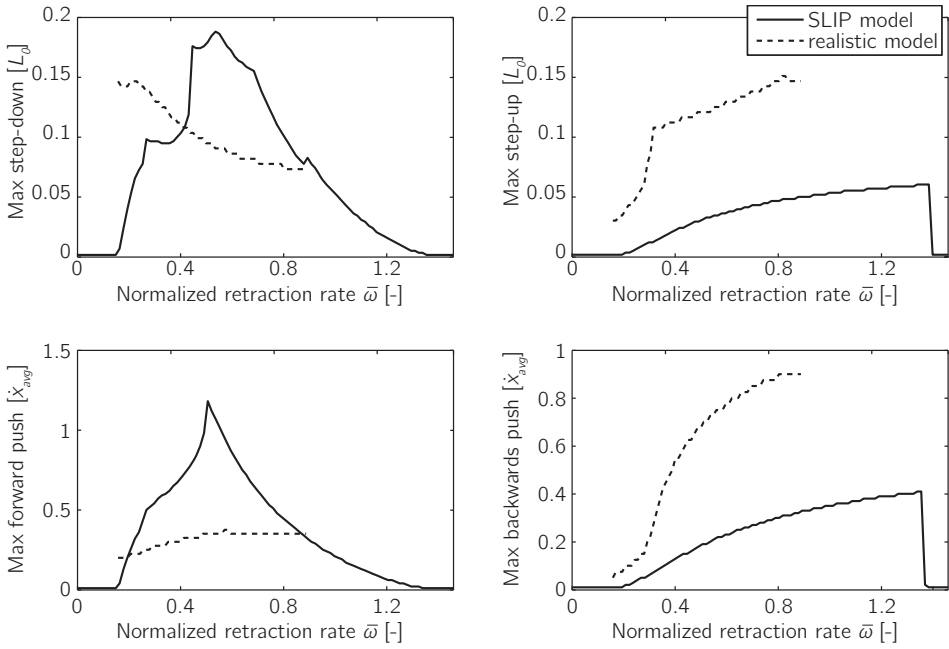 0.2
0.15
0.1
0.05
0
0 0.4 0.8 1.2
Max step-down [L₀]
Normalized retraction rate ω̅ [-]
0.2
0.15
0.1
0.05
0
0 0.4 0.8 1.2
Max step-up [L₀]
Normalized retraction rate ω̅ [-]
SLIP model
realistic model
1.5
1
0.5
0
0 0.4 0.8 1.2
Max forward push [ẋ_avg]
Normalized retraction rate ω̅ [-]
1
0.8
0.6
0.4
0.2
0
0 0.4 0.8 1.2
Max backwards push [ẋ_avg]
Normalized retraction rate ω̅ [-]